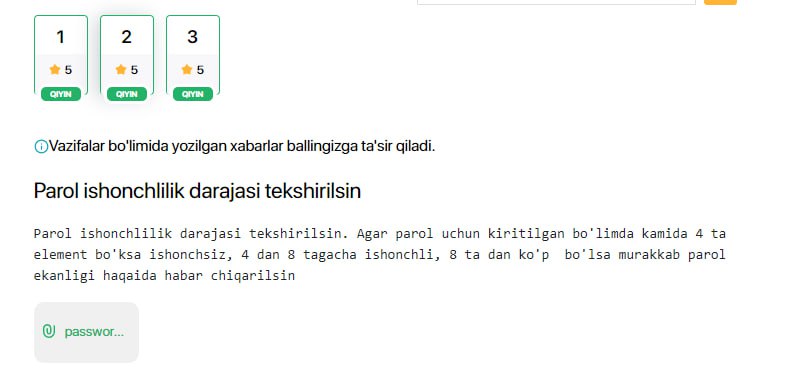 1 2 3
5 5 5
QIYIN QIYIN QIYIN
Vazifalar bo'limida yozilgan xabarlar ballingizga ta'sir qiladi.
Parol ishonchlilik darajasi tekshirilsin
Parol ishonchlilik darajasi tekshirilsin. Agar parol uchun kiritilgan bo'limda kamida 4 ta
element bo'ksa ishonchsiz, 4 dan 8 tagacha ishonchli, 8 ta dan ko'p bo'lsa murakkab parol
ekanligi haqaida habar chiqarilsin
passwor...